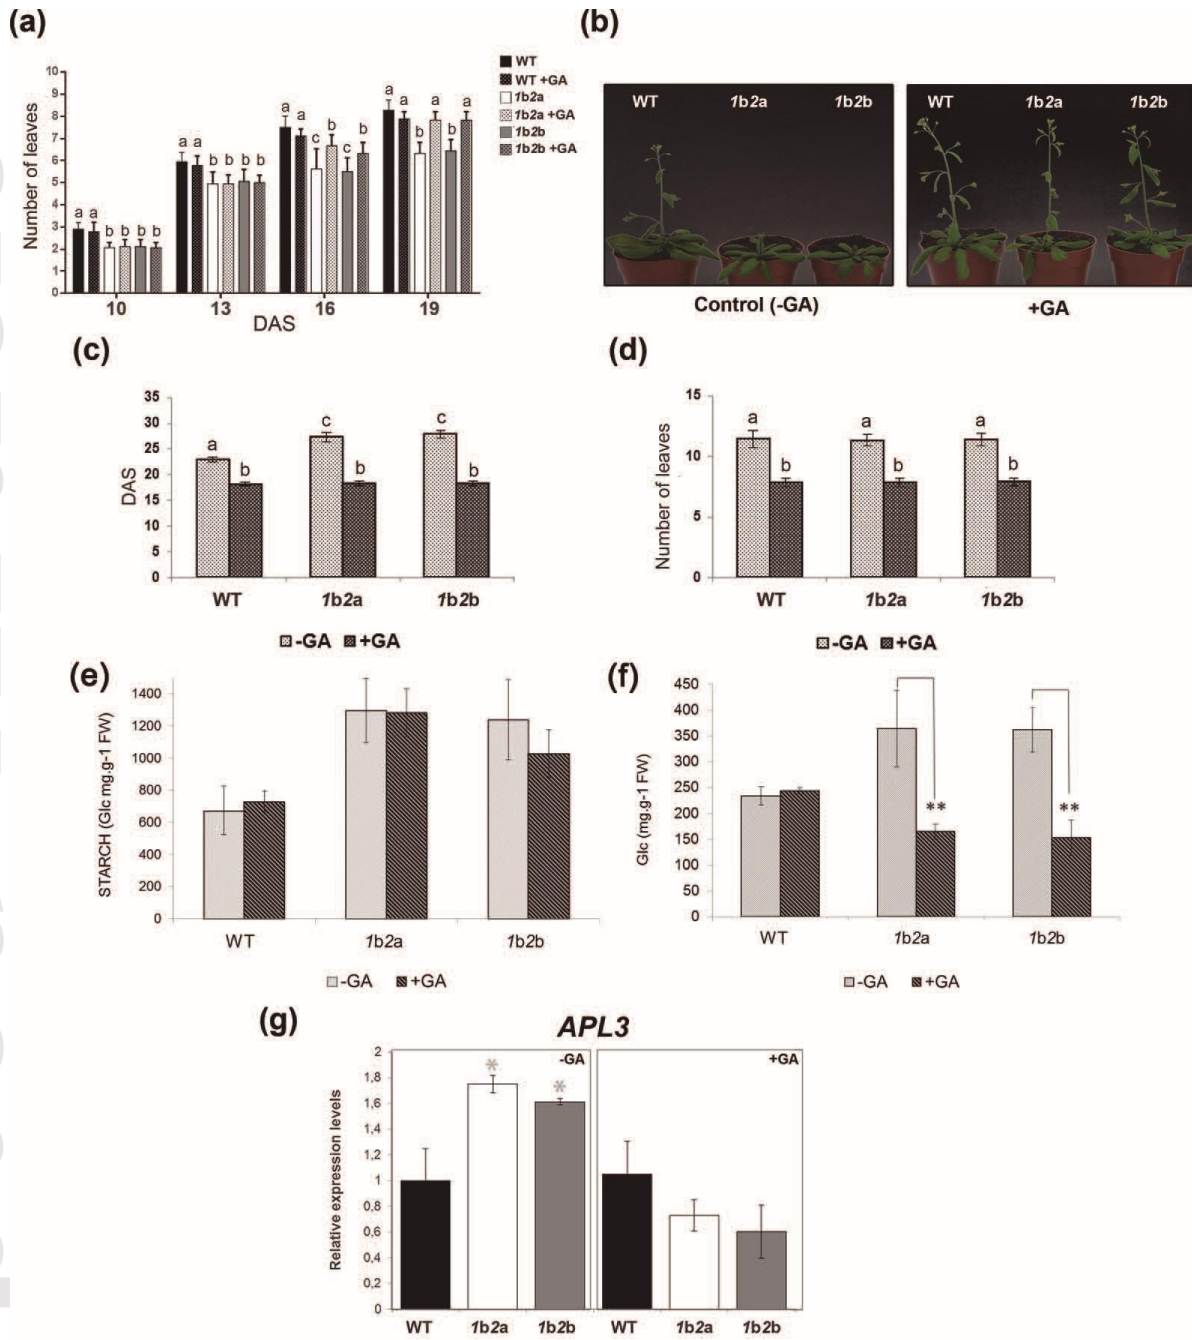 (a)
WT
WT +GA
1b2a
1b2a +GA
1b2b
1b2b +GA
Number of leaves
10
9
8
7
6
5
4
3
2
1
0
a a b b b b
a a b b b b
a a c b c b
a a b a b a
10 13 16 19
DAS
(b)
WT 1b2a 1b2b
WT 1b2a 1b2b
Control (-GA)
+GA
(c)
DAS
35
30
25
20
15
10
5
0
a b c b c b
WT 1b2a 1b2b
-GA +GA
(d)
Number of leaves
15
10
5
0
a b a b a b
WT 1b2a 1b2b
-GA +GA
(e)
STARCH (Glc mg.g-1 FW)
1400
1200
1000
800
600
400
200
0
WT 1b2a 1b2b
-GA +GA
(f)
Glc (mg.g-1 FW)
450
400
350
300
250
200
150
100
50
0
** **
WT 1b2a 1b2b
-GA +GA
(g)
APL3
Relative expression levels
2
1,8
1,6
1,4
1,2
1
0,8
0,6
0,4
0,2
0
-GA
* *
+GA
WT 1b2a 1b2b WT 1b2a 1b2b